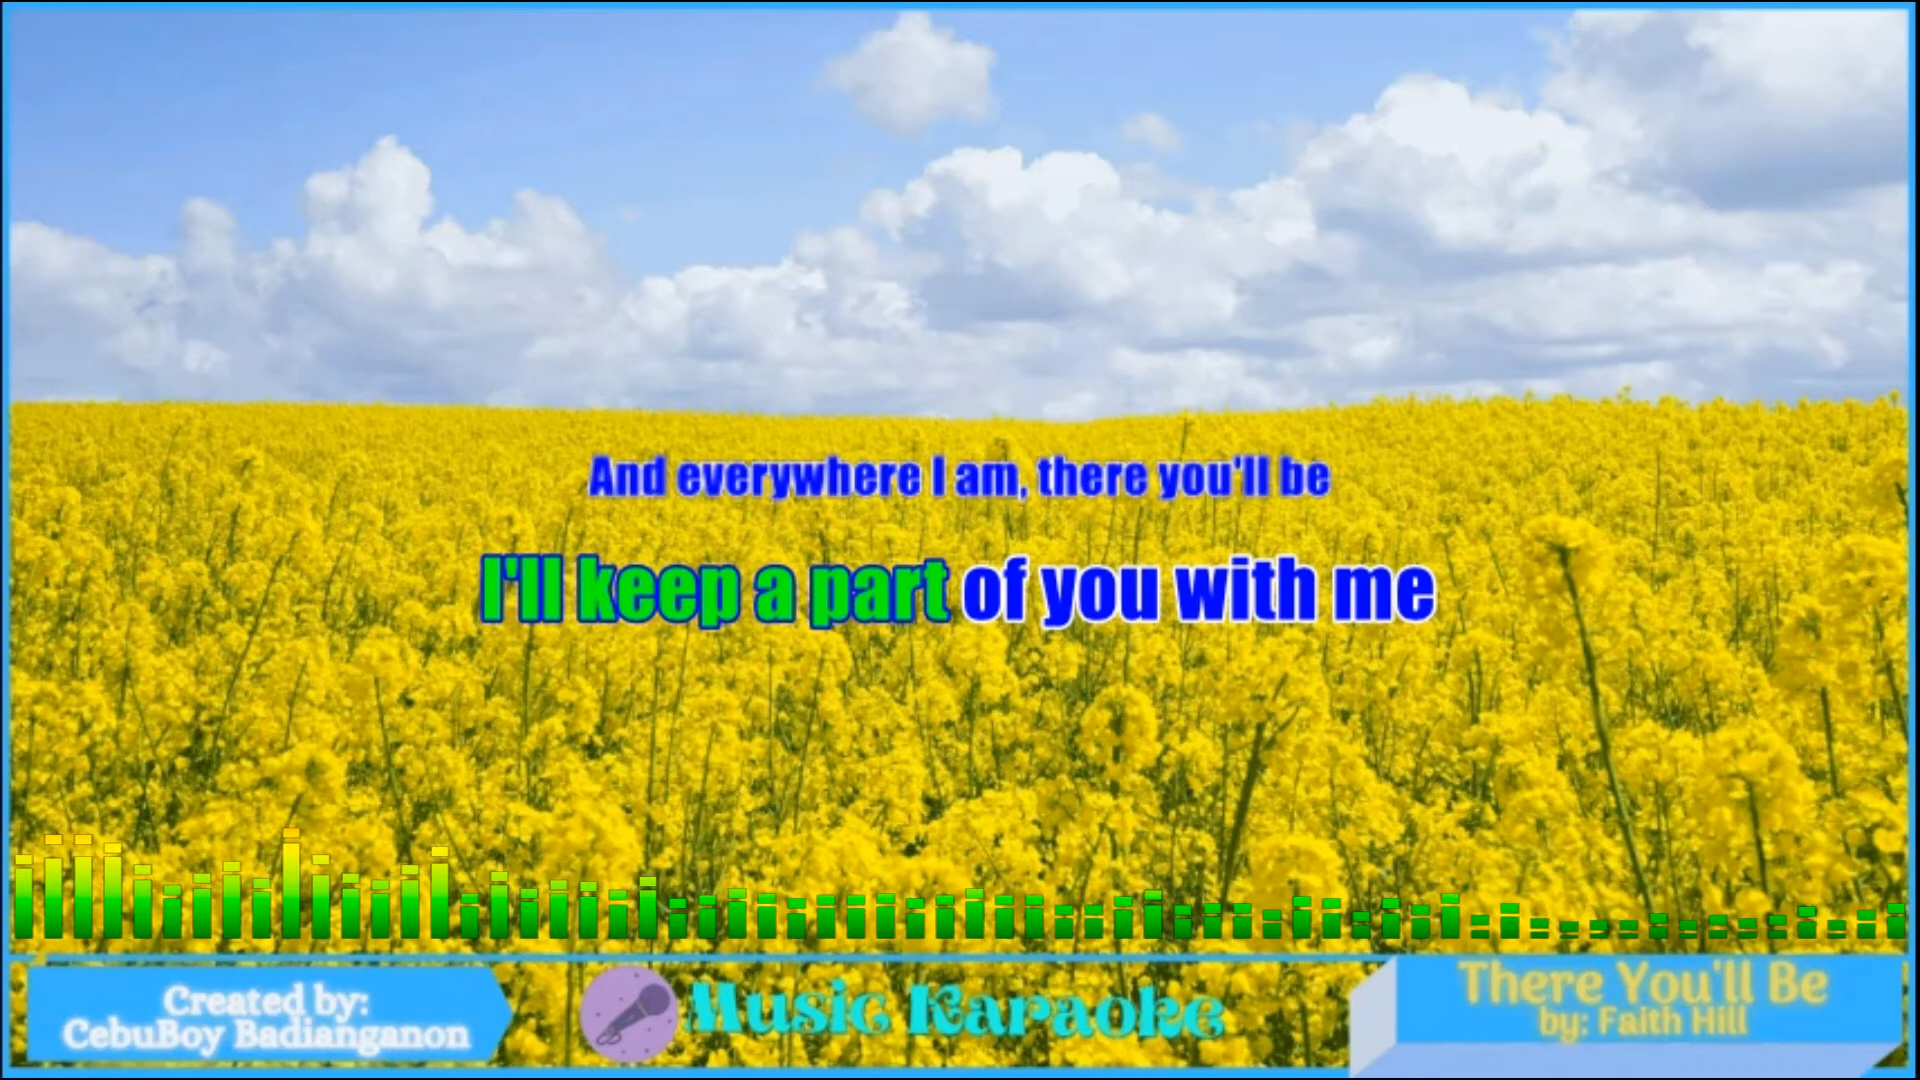 And everywhere I am, there you'll be
I'll keep a part of you with me
Created by:
CebuBoy Badianganon
Music Karaoke
There You'll Be
by: Faith Hill